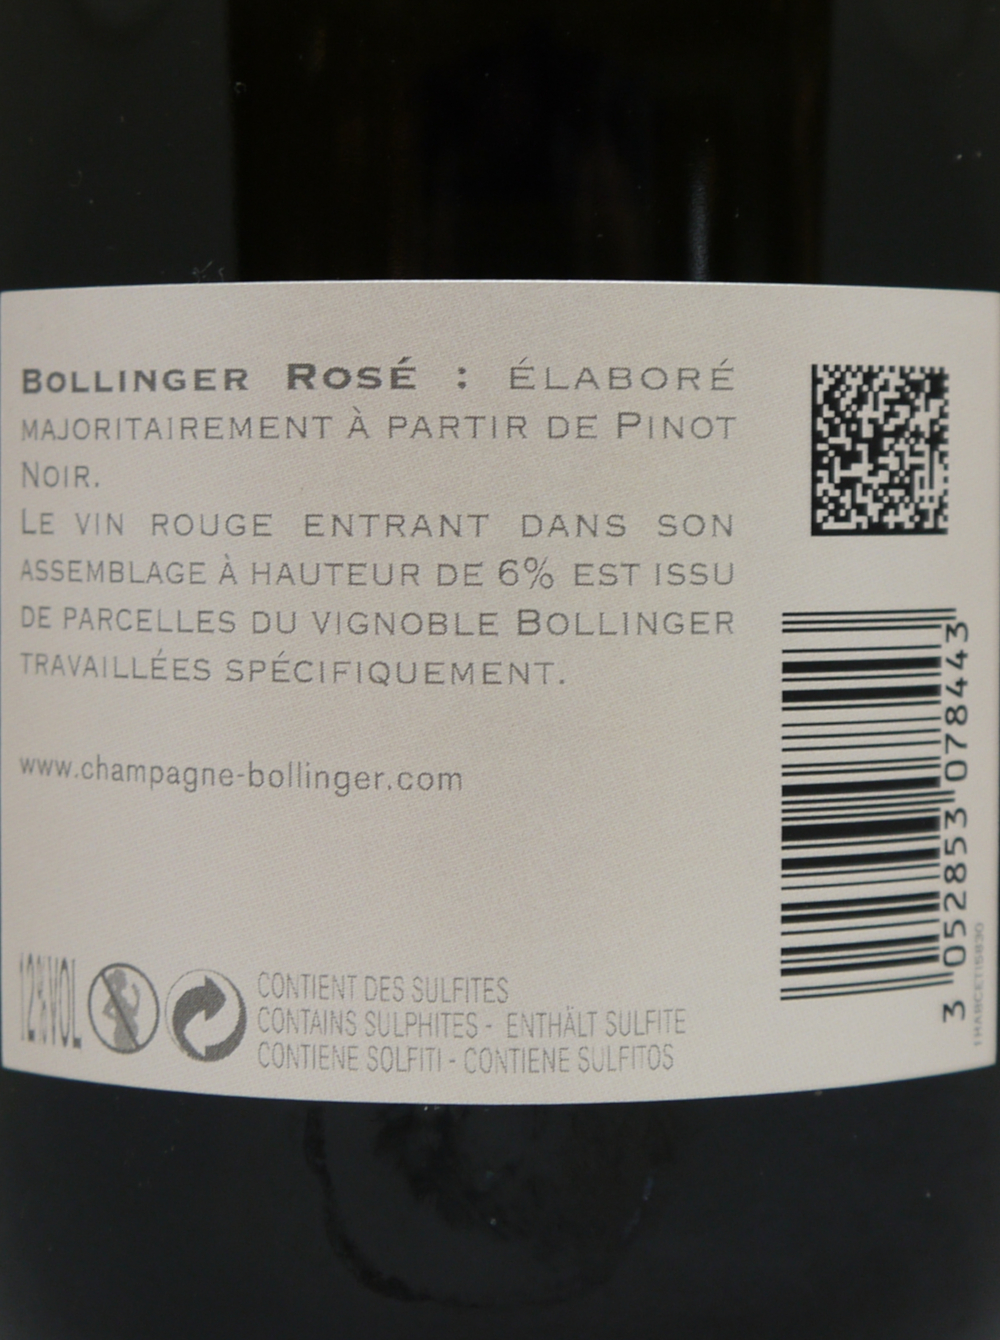 BOLLINGER ROSÉ : ÉLABORÉ
MAJORITAIREMENT À PARTIR DE PINOT
NOIR.
LE VIN ROUGE ENTRANT DANS SON
ASSEMBLAGE À HAUTEUR DE 6% EST ISSU
DE PARCELLES DU VIGNOBLE BOLLINGER
TRAVAILLÉES SPÉCIFIQUEMENT.
www.champagne-bollinger.com
12%VOL
CONTIENT DES SULFITES
CONTAINS SULPHITES - ENTHÄLT SULFITE
CONTIENE SOLFITI - CONTIENE SULFITOS
3 052853 078443